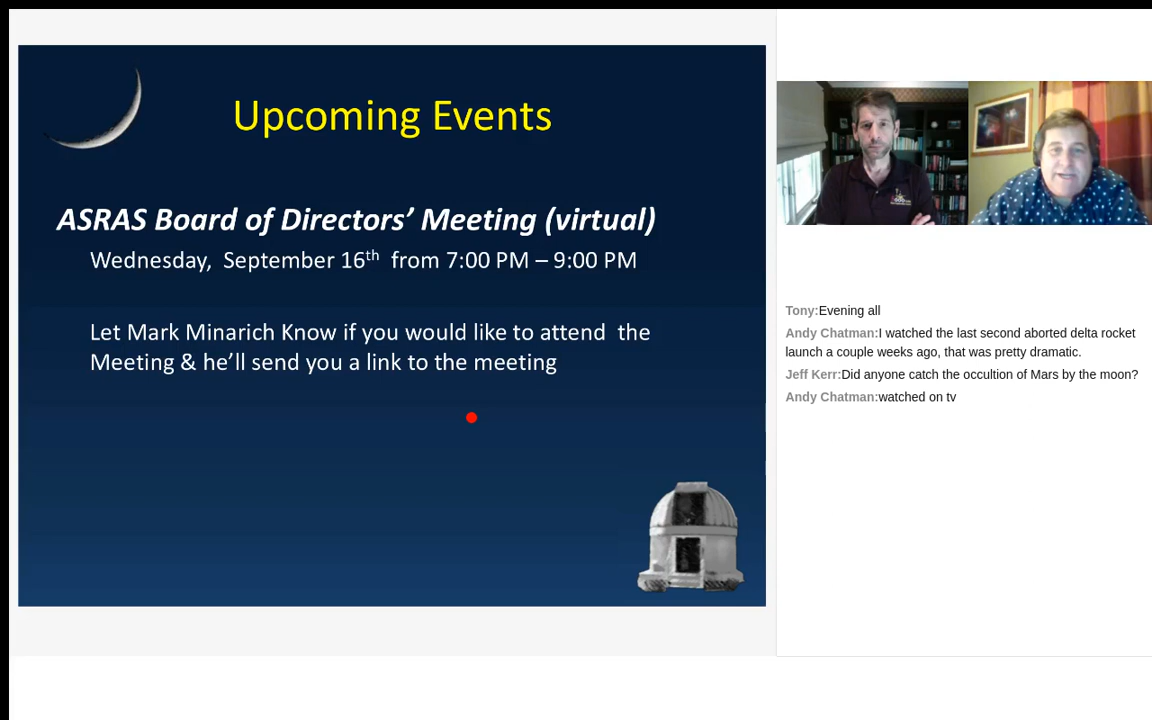 Upcoming Events
ASRAS Board of Directors’ Meeting (virtual)
Wednesday,  September 16th  from 7:00 PM – 9:00 PM
Let Mark Minarich Know if you would like to attend  the
Meeting & he’ll send you a link to the meeting
Tony:Evening all
Andy Chatman:I watched the last second aborted delta rocket
launch a couple weeks ago, that was pretty dramatic.
Jeff Kerr:Did anyone catch the occultion of Mars by the moon?
Andy Chatman:watched on tv